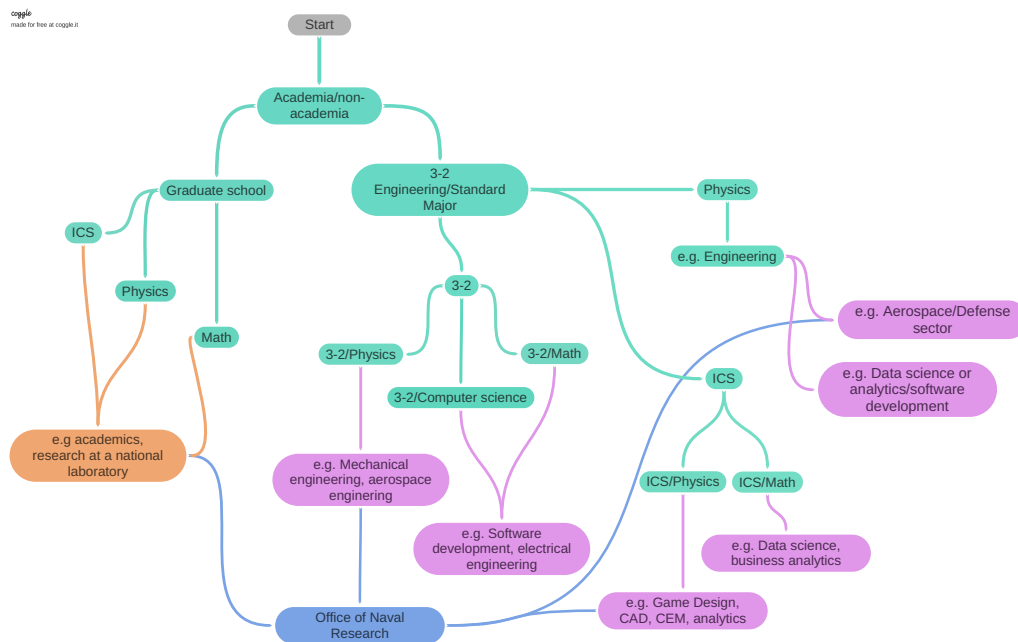 coggle
made for free at coggle.it
Start
Academia/non-
academia
Graduate school
3-2
Engineering/Standard
Major
Physics
ICS
e.g. Engineering
Physics
3-2
e.g. Aerospace/Defense
sector
Math
3-2/Physics
3-2/Math
ICS
e.g. Data science or
analytics/software
development
3-2/Computer science
e.g academics,
research at a national
laboratory
e.g. Mechanical
engineering, aerospace
enginering
ICS/Physics
ICS/Math
e.g. Software
development, electrical
engineering
e.g. Data science,
business analytics
e.g. Game Design,
CAD, CEM, analytics
Office of Naval
Research